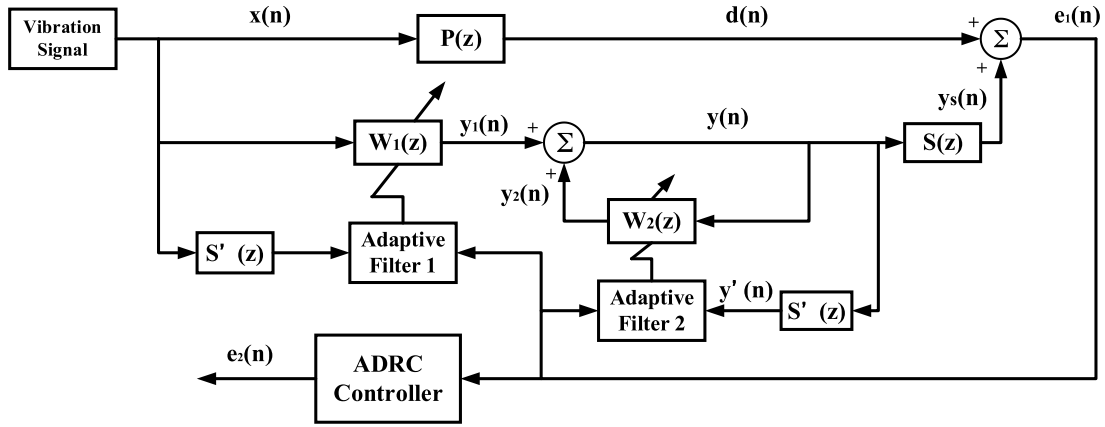 Vibration
Signal
x(n)
P(z)
d(n)
+
Σ
+
e₁(n)
yₛ(n)
W₁(z)
y₁(n)
+
Σ
+
y(n)
S(z)
y₂(n)
W₂(z)
S' (z)
Adaptive
Filter 1
Adaptive
Filter 2
y' (n)
S' (z)
e₂(n)
ADRC
Controller